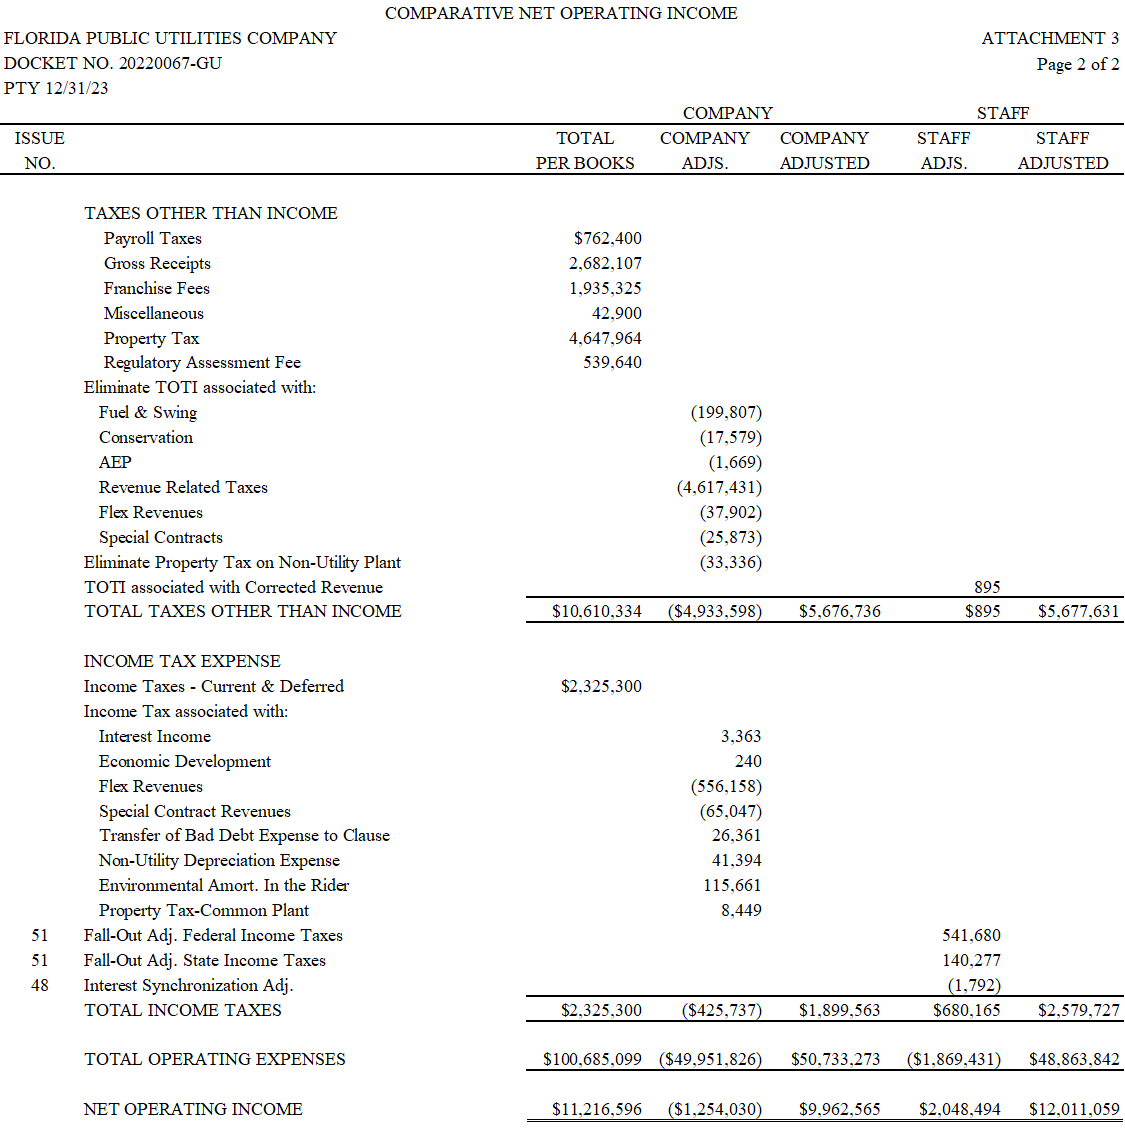 COMPARATIVE NET OPERATING INCOME
FLORIDA PUBLIC UTILITIES COMPANY ATTACHMENT 3
DOCKET NO. 20220067-GU Page 2 of 2
PTY 12/31/23
COMPANY STAFF
ISSUE TOTAL COMPANY COMPANY STAFF STAFF
NO. PER BOOKS ADJS. ADJUSTED ADJS. ADJUSTED
TAXES OTHER THAN INCOME
Payroll Taxes $762,400
Gross Receipts 2,682,107
Franchise Fees 1,935,325
Miscellaneous 42,900
Property Tax 4,647,964
Regulatory Assessment Fee 539,640
Eliminate TOTI associated with:
Fuel & Swing (199,807)
Conservation (17,579)
AEP (1,669)
Revenue Related Taxes (4,617,431)
Flex Revenues (37,902)
Special Contracts (25,873)
Eliminate Property Tax on Non-Utility Plant (33,336)
TOTI associated with Corrected Revenue 895
TOTAL TAXES OTHER THAN INCOME $10,610,334 ($4,933,598) $5,676,736 $895 $5,677,631
INCOME TAX EXPENSE
Income Taxes - Current & Deferred $2,325,300
Income Tax associated with:
Interest Income 3,363
Economic Development 240
Flex Revenues (556,158)
Special Contract Revenues (65,047)
Transfer of Bad Debt Expense to Clause 26,361
Non-Utility Depreciation Expense 41,394
Environmental Amort. In the Rider 115,661
Property Tax-Common Plant 8,449
51 Fall-Out Adj. Federal Income Taxes 541,680
51 Fall-Out Adj. State Income Taxes 140,277
48 Interest Synchronization Adj. (1,792)
TOTAL INCOME TAXES $2,325,300 ($425,737) $1,899,563 $680,165 $2,579,727
TOTAL OPERATING EXPENSES $100,685,099 ($49,951,826) $50,733,273 ($1,869,431) $48,863,842
NET OPERATING INCOME $11,216,596 ($1,254,030) $9,962,565 $2,048,494 $12,011,059